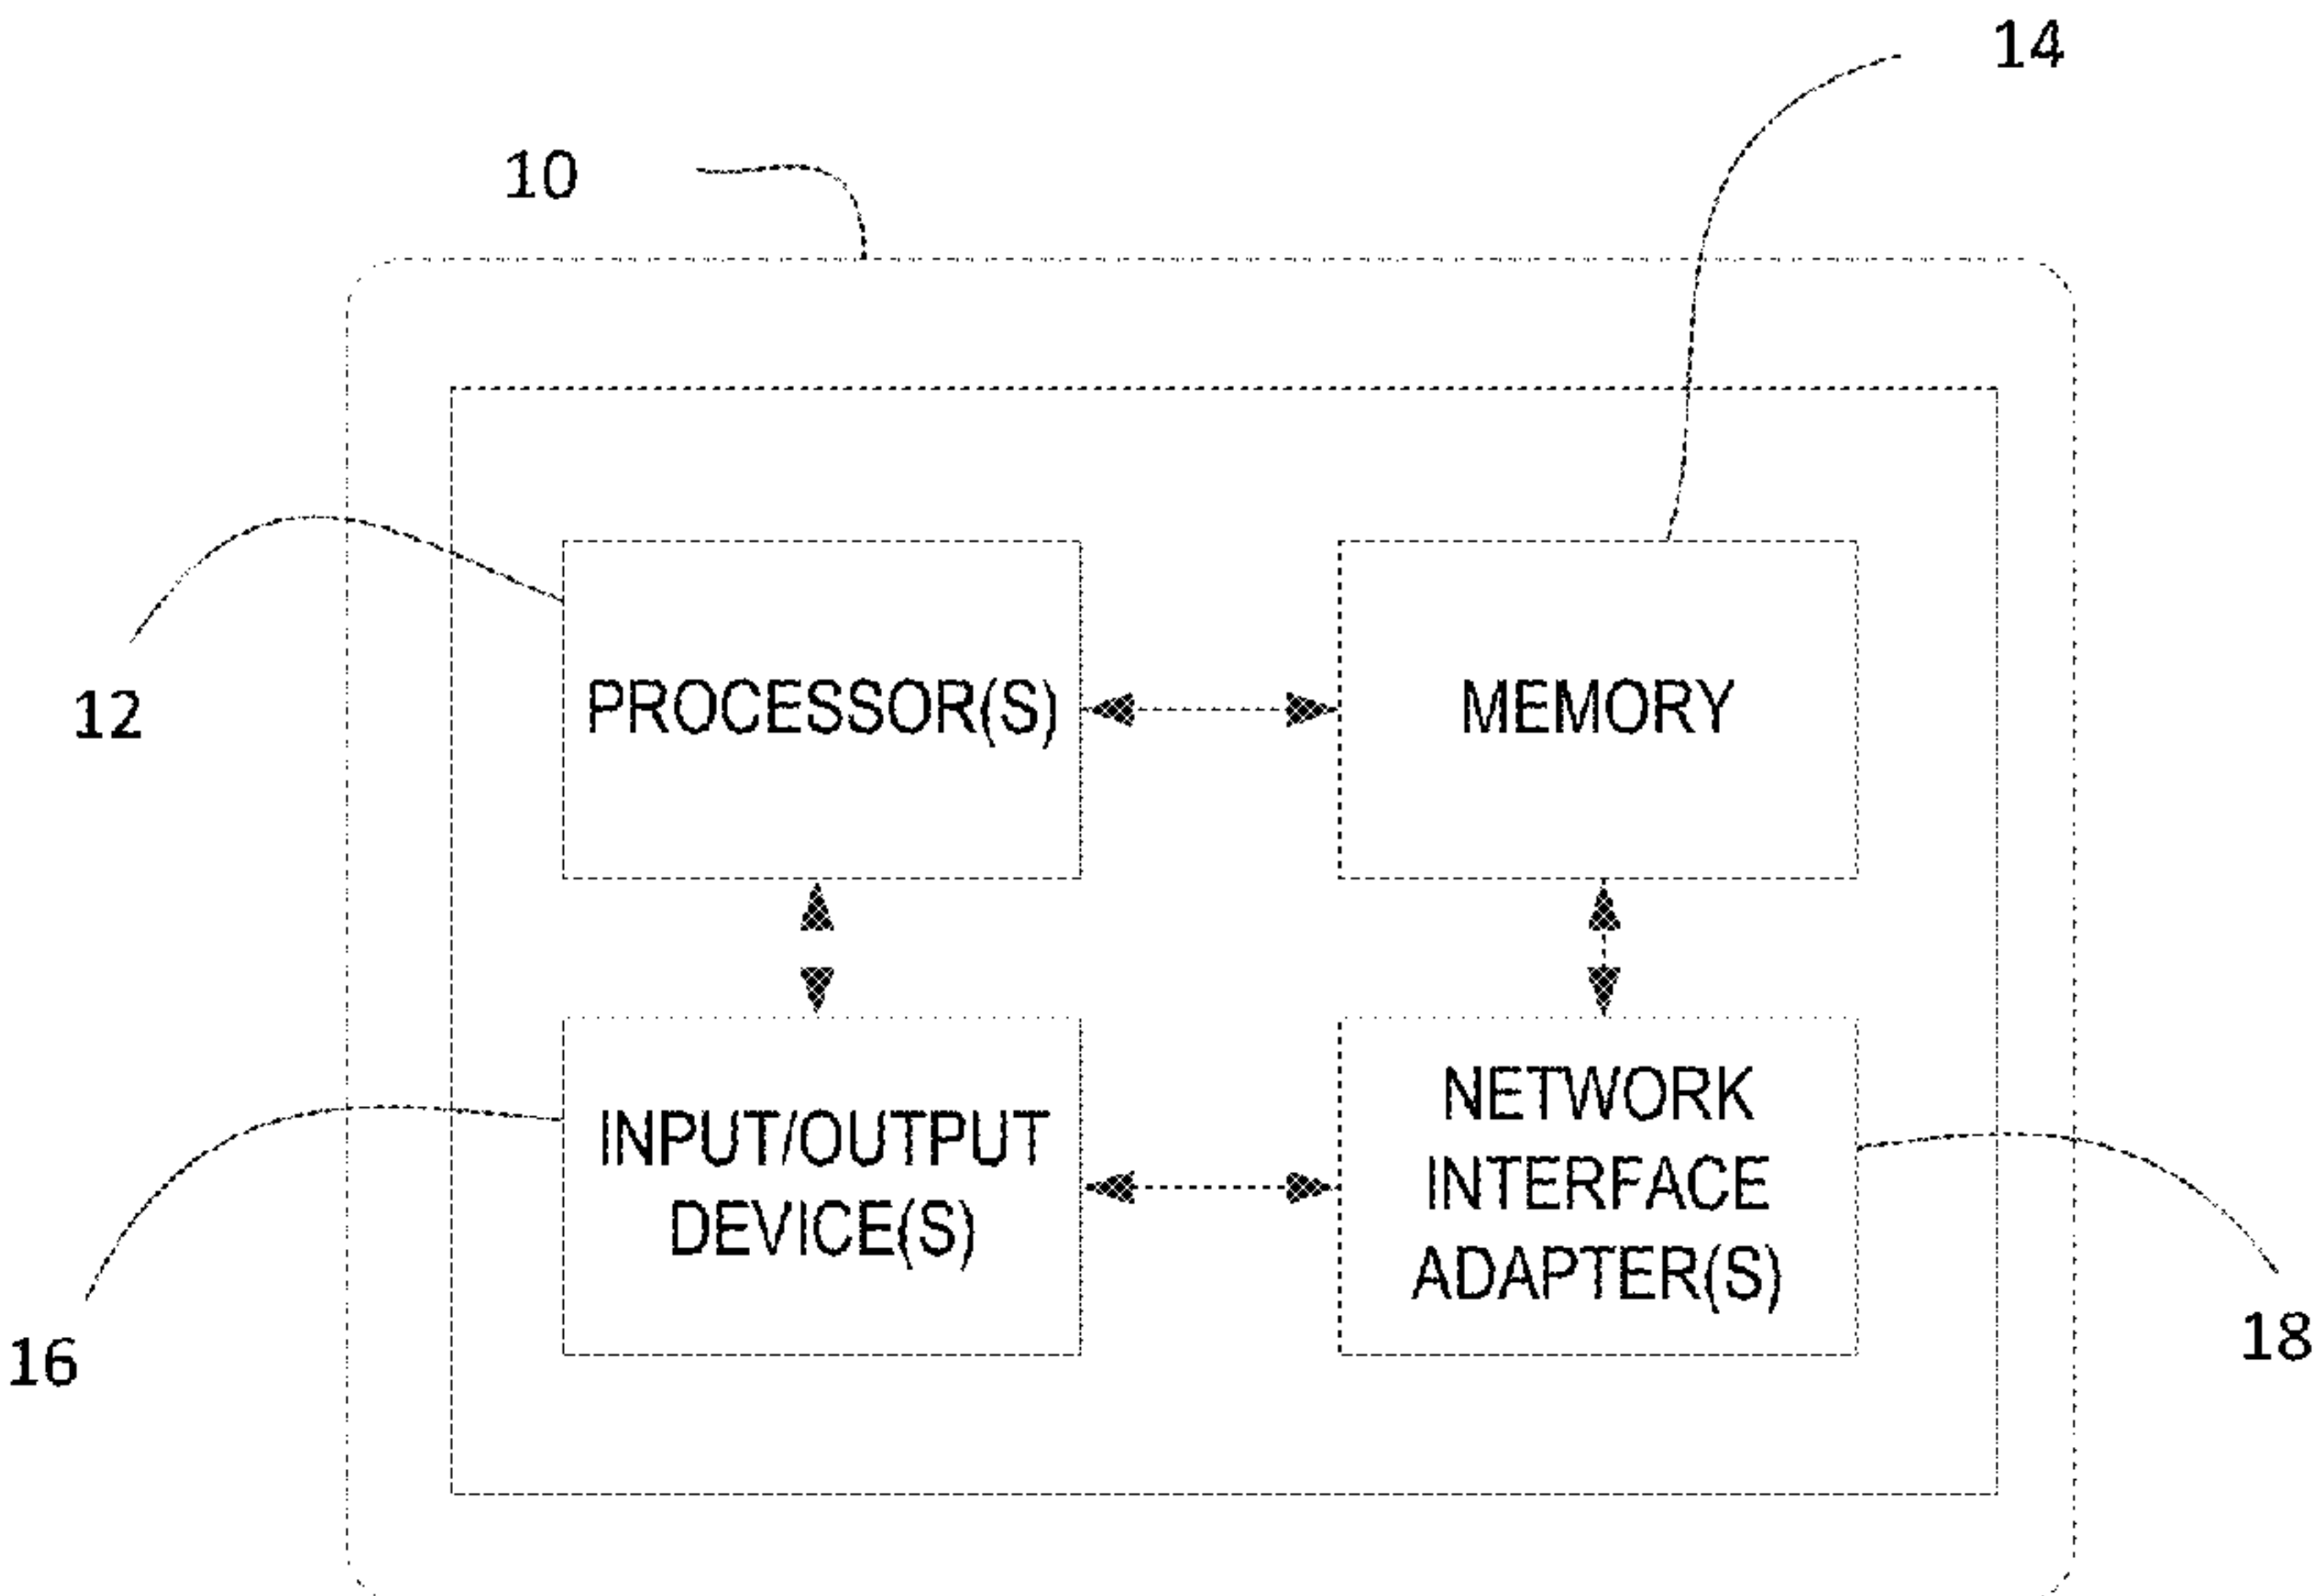 14
10
12
PROCESSOR(S)
MEMORY
16
INPUT/OUTPUT
DEVICE(S)
NETWORK
INTERFACE
ADAPTER(S)
18